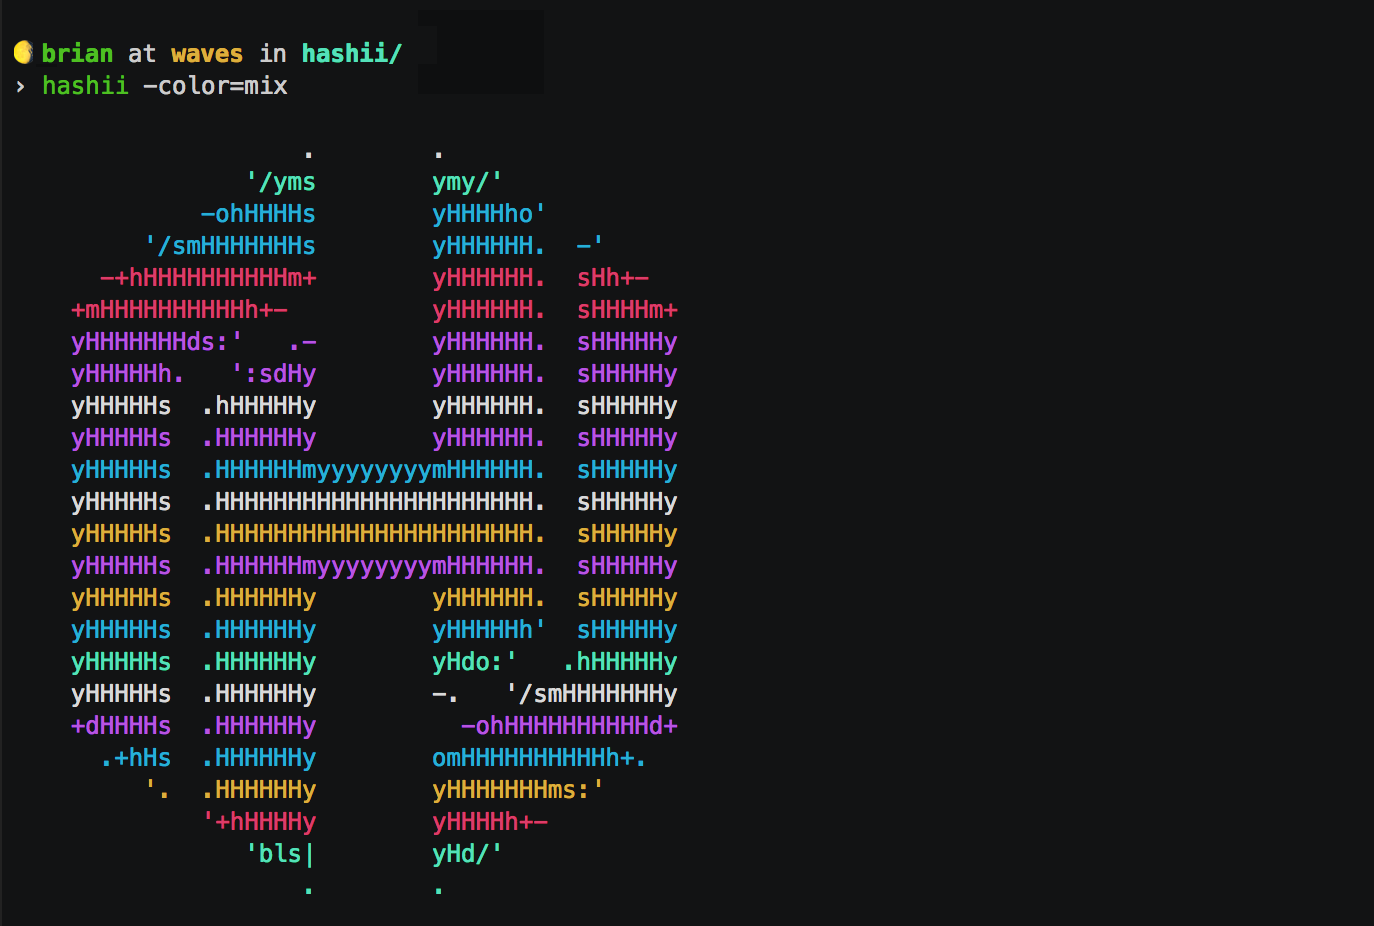 brian at waves in hashii/
› hashii -color=mix
                    .        .
                '/yms        ymy/'
             -ohHHHHs        yHHHHho'
         '/smHHHHHHHs        yHHHHHH.  -'
      -+hHHHHHHHHHHm+        yHHHHHH.  sHh+-
    +mHHHHHHHHHHh+-          yHHHHHH.  sHHHHm+
    yHHHHHHHds:'   .-        yHHHHHH.  sHHHHHy
    yHHHHHh.   ':sdHy        yHHHHHH.  sHHHHHy
    yHHHHHs  .hHHHHHy        yHHHHHH.  sHHHHHy
    yHHHHHs  .HHHHHHy        yHHHHHH.  sHHHHHy
    yHHHHHs  .HHHHHHmyyyyyyyymHHHHHH.  sHHHHHy
    yHHHHHs  .HHHHHHHHHHHHHHHHHHHHHH.  sHHHHHy
    yHHHHHs  .HHHHHHHHHHHHHHHHHHHHHH.  sHHHHHy
    yHHHHHs  .HHHHHHmyyyyyyyymHHHHHH.  sHHHHHy
    yHHHHHs  .HHHHHHy        yHHHHHH.  sHHHHHy
    yHHHHHs  .HHHHHHy        yHHHHHh'  sHHHHHy
    yHHHHHs  .HHHHHHy        yHdo:'   .hHHHHHy
    yHHHHHs  .HHHHHHy        -.   '/smHHHHHHHy
    +dHHHHs  .HHHHHHy          -ohHHHHHHHHHHd+
      .+hHs  .HHHHHHy        omHHHHHHHHHHh+.
         '.  .HHHHHHy        yHHHHHHHms:'
             '+hHHHHy        yHHHHh+-
                'bls|        yHd/'
                    .        .